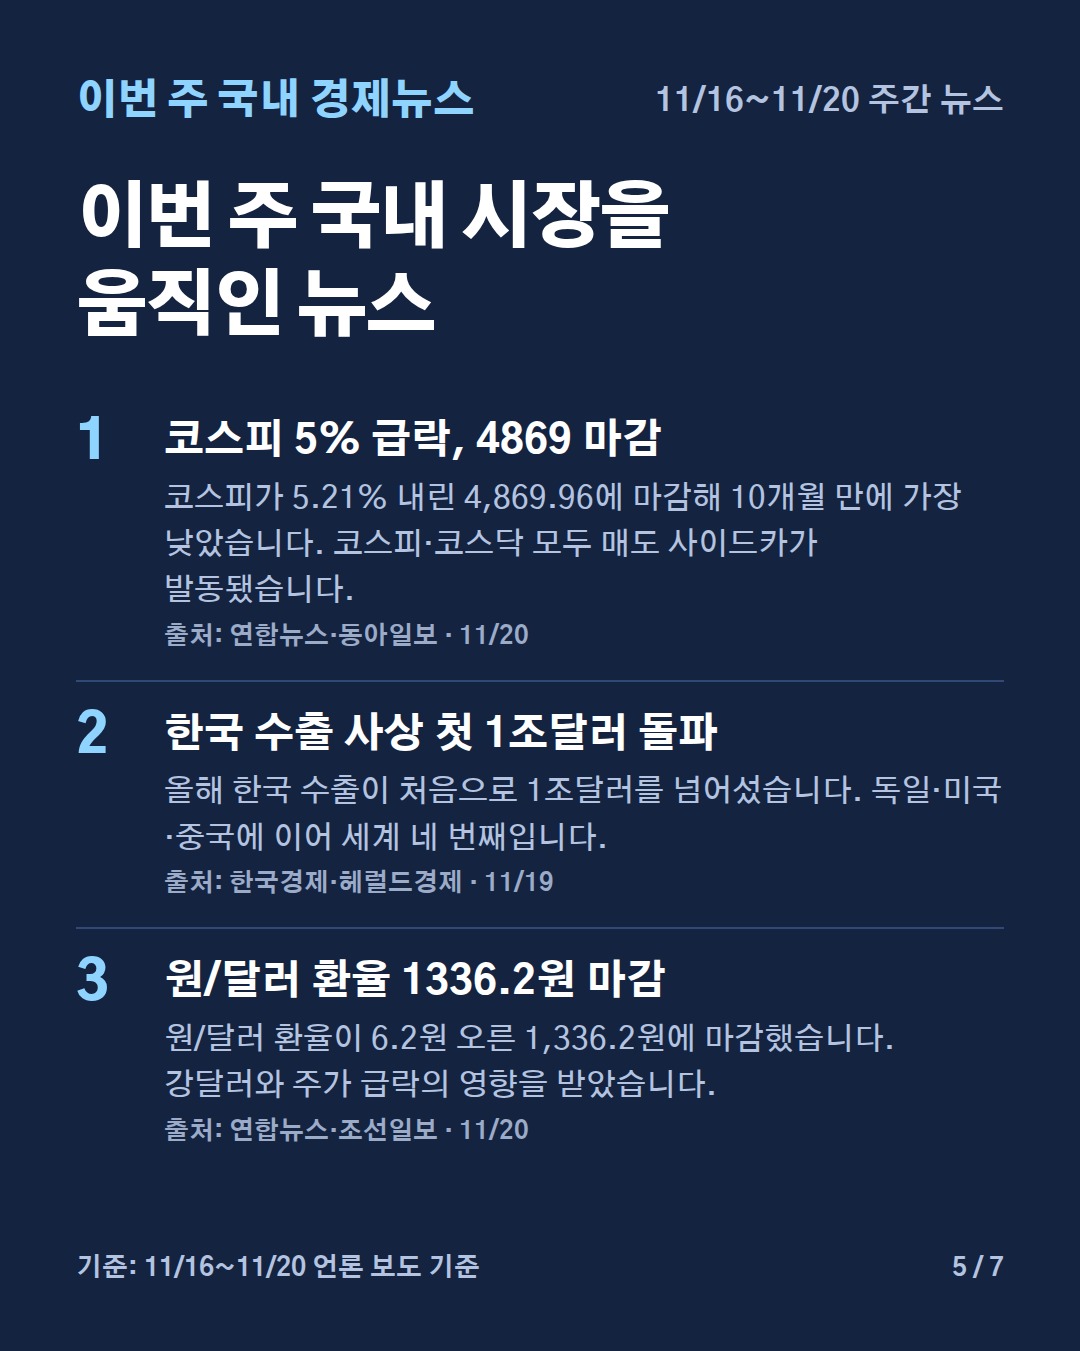 이번 주 국내 경제뉴스
11/16~11/20 주간 뉴스
이번 주 국내 시장을
움직인 뉴스
1
코스피 5% 급락, 4869 마감
코스피가 5.21% 내린 4,869.96에 마감해 10개월 만에 가장
낮았습니다. 코스피·코스닥 모두 매도 사이드카가
발동됐습니다.
출처: 연합뉴스·동아일보 · 11/20
2
한국 수출 사상 첫 1조달러 돌파
올해 한국 수출이 처음으로 1조달러를 넘어섰습니다. 독일·미국
·중국에 이어 세계 네 번째입니다.
출처: 한국경제·헤럴드경제 · 11/19
3
원/달러 환율 1336.2원 마감
원/달러 환율이 6.2원 오른 1,336.2원에 마감했습니다.
강달러와 주가 급락의 영향을 받았습니다.
출처: 연합뉴스·조선일보 · 11/20
기준: 11/16~11/20 언론 보도 기준
5 / 7